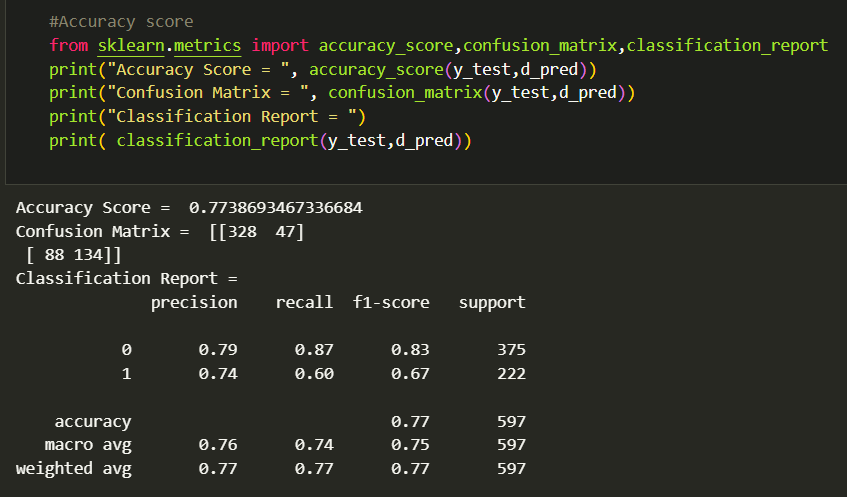 #Accuracy score
from sklearn.metrics import accuracy_score,confusion_matrix,classification_report
print("Accuracy Score = ", accuracy_score(y_test,d_pred))
print("Confusion Matrix = ", confusion_matrix(y_test,d_pred))
print("Classification Report = ")
print( classification_report(y_test,d_pred))
Accuracy Score =  0.7738693467336684
Confusion Matrix =  [[328  47]
 [ 88 134]]
Classification Report =
              precision    recall  f1-score   support
           0       0.79      0.87      0.83       375
           1       0.74      0.60      0.67       222
    accuracy                           0.77       597
   macro avg       0.76      0.74      0.75       597
weighted avg       0.77      0.77      0.77       597